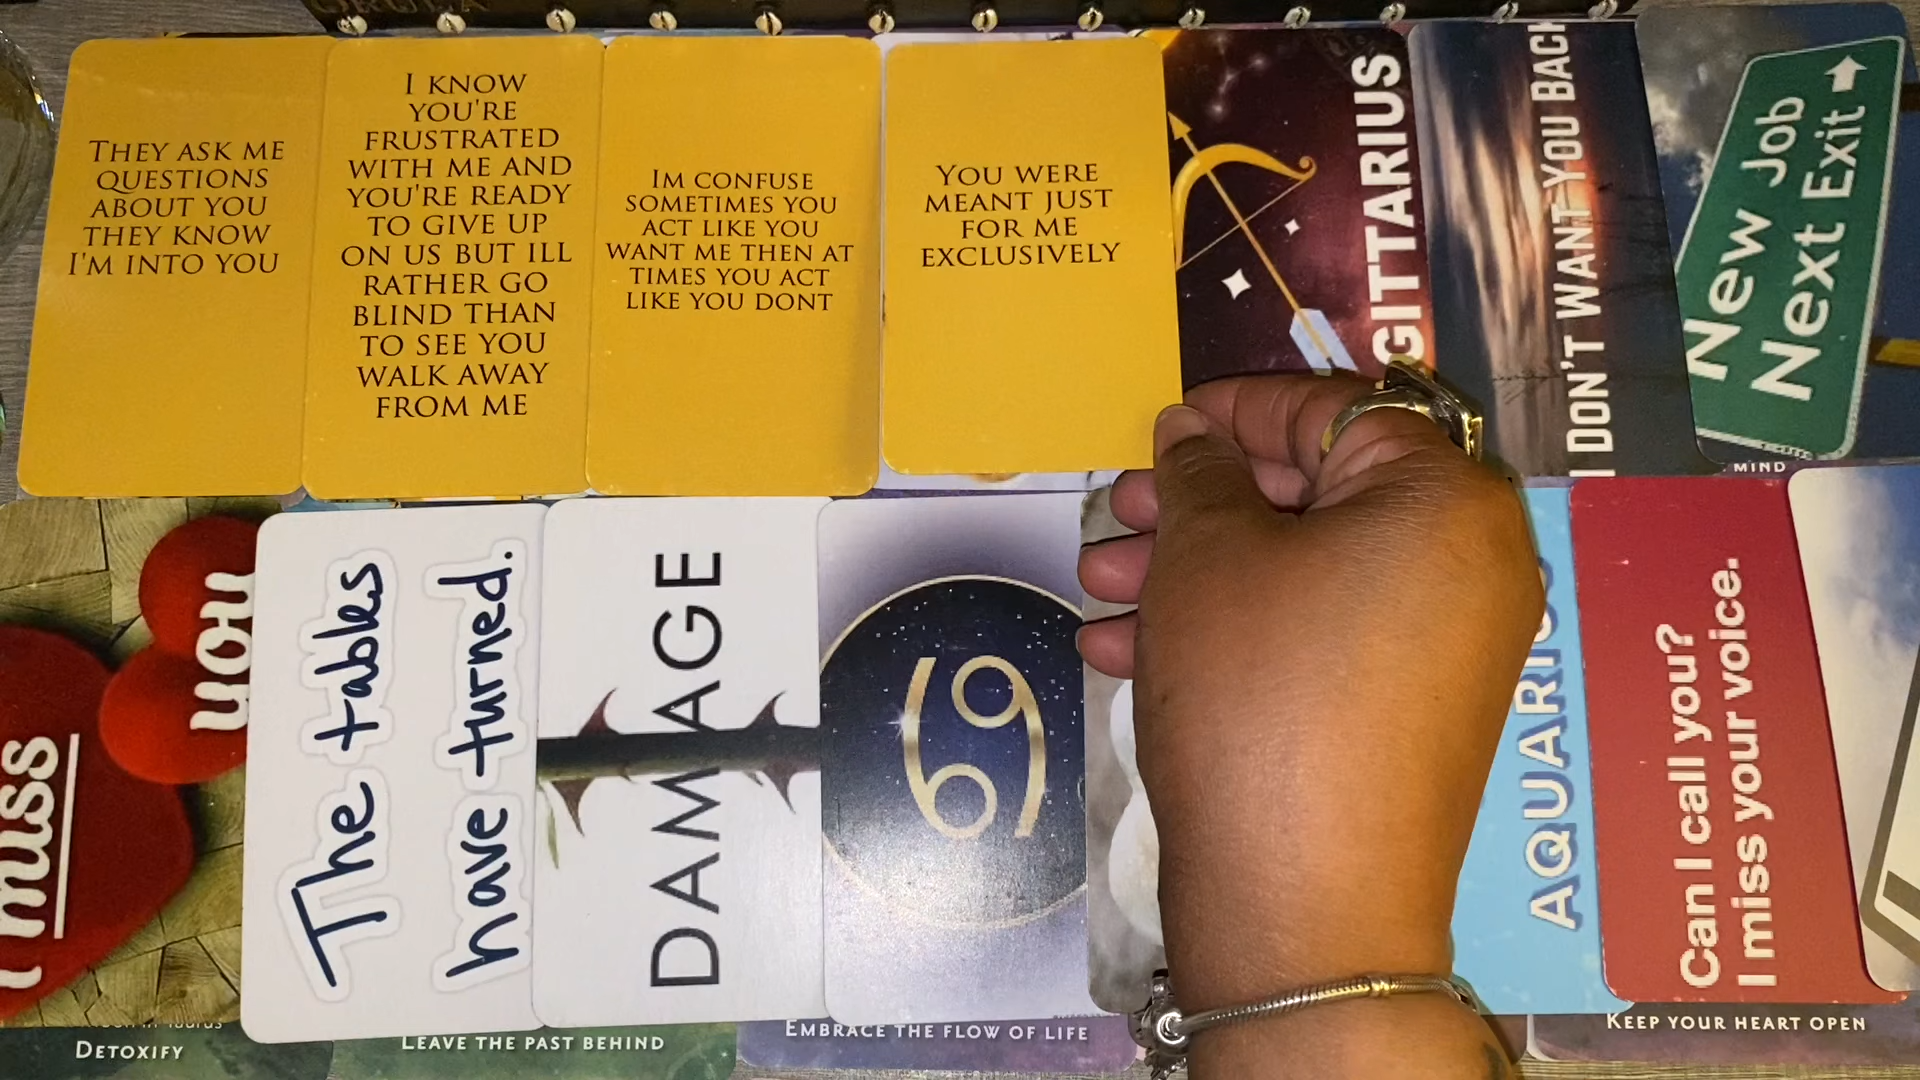 THEY ASK ME
QUESTIONS
ABOUT YOU
THEY KNOW
I'M INTO YOU
I KNOW
YOU'RE
FRUSTRATED
WITH ME AND
YOU'RE READY
TO GIVE UP
ON US BUT ILL
RATHER GO
BLIND THAN
TO SEE YOU
WALK AWAY
FROM ME
IM CONFUSE
SOMETIMES YOU
ACT LIKE YOU
WANT ME THEN AT
TIMES YOU ACT
LIKE YOU DONT
YOU WERE
MEANT JUST
FOR ME
EXCLUSIVELY
GITTARIUS
I DON'T WANT YOU BACK
New Job
Next Exit
MIND
I miss
you
The tables
have turned.
DAMAGE
AQUARIUS
Can I call you?
I miss your voice.
in Taurus
DETOXIFY
LEAVE THE PAST BEHIND
EMBRACE THE FLOW OF LIFE
KEEP YOUR HEART OPEN